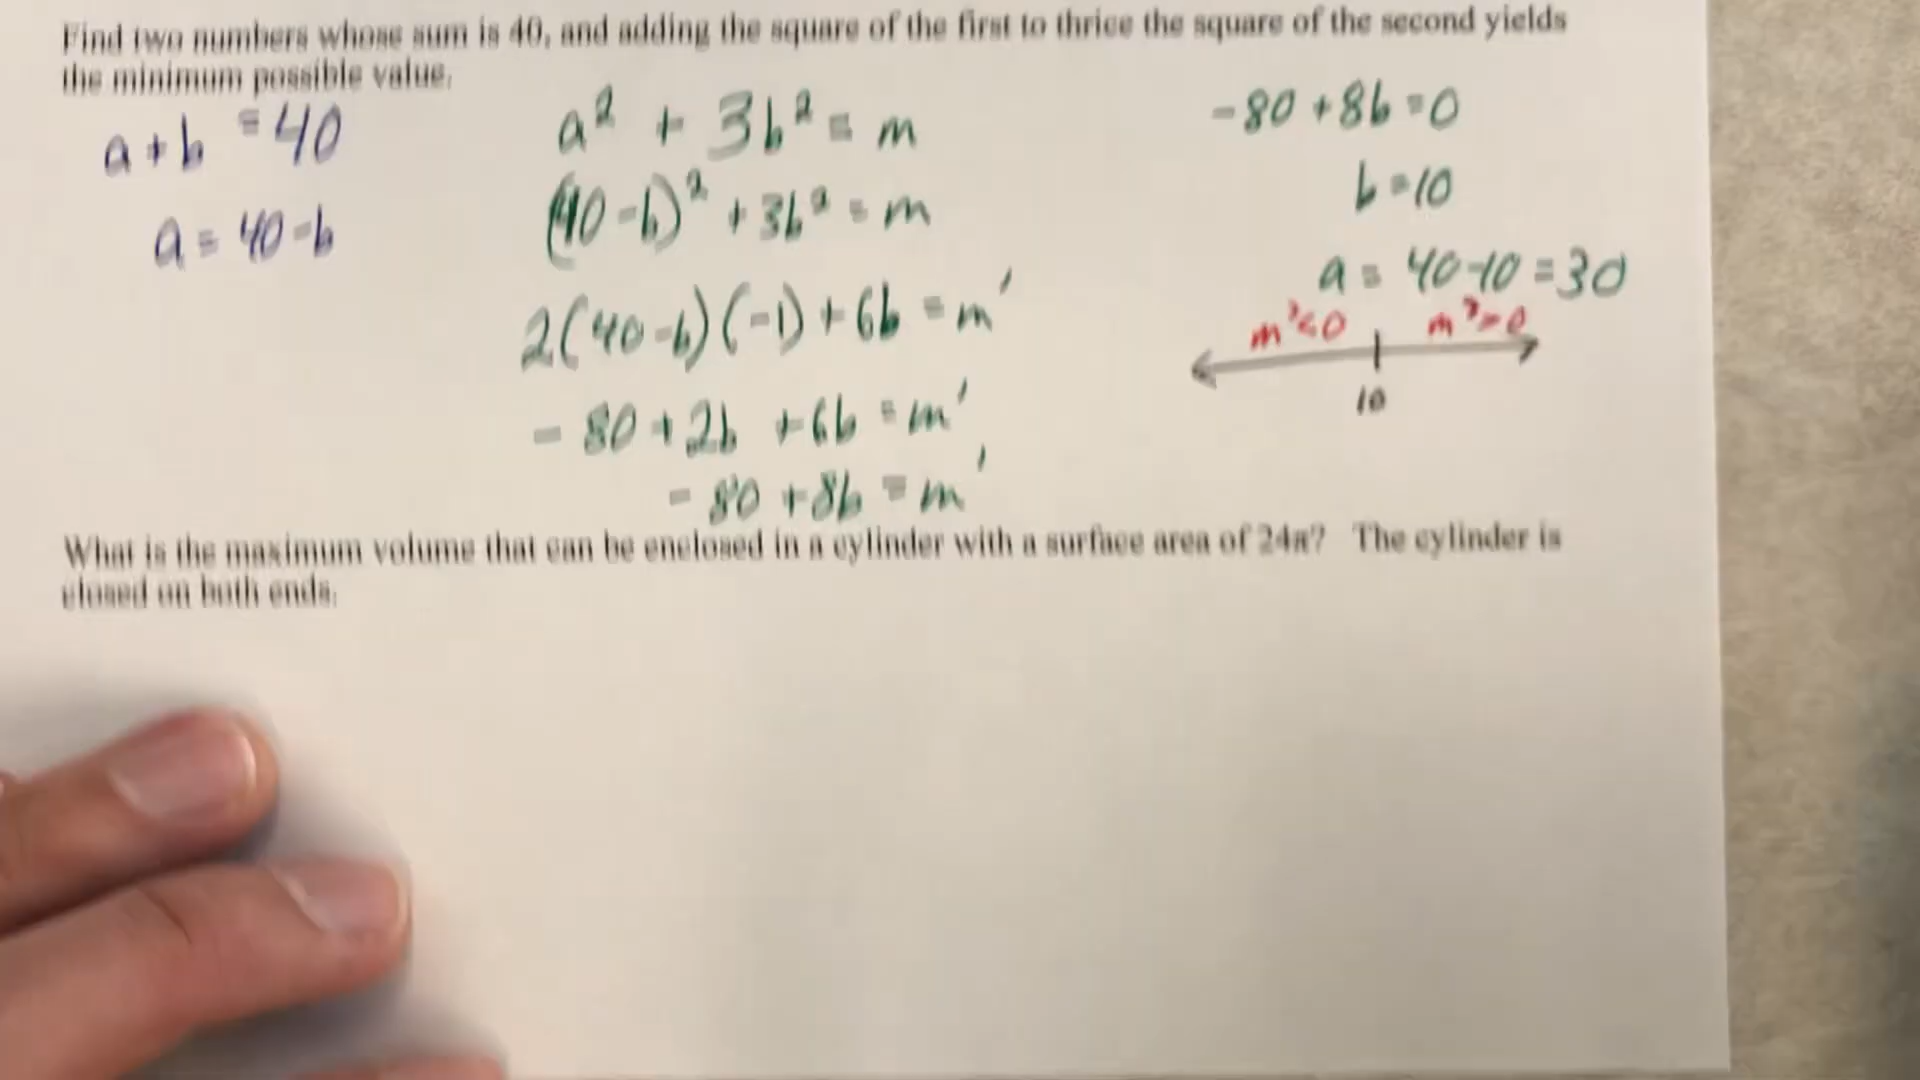 Find two numbers whose sum is 40, and adding the square of the first to thrice the square of the second yields
the minimum possible value.
a + b = 40
a = 40 - b
a² + 3b² = m
(40 - b)² + 3b² = m
2(40 - b)(-1) + 6b = m'
- 80 + 2b + 6b = m'
- 80 + 8b = m'
-80 + 8b = 0
b = 10
a = 40-10 = 30
m'<0 m'>0
10
What is the maximum volume that can be enclosed in a cylinder with a surface area of 24π? The cylinder is
closed on both ends.